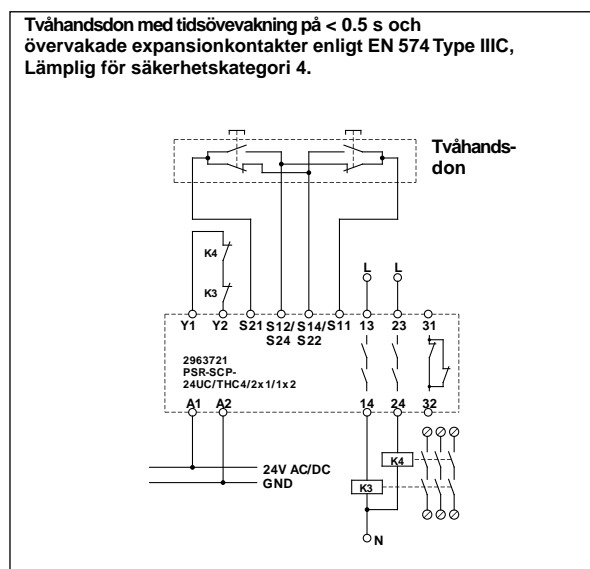 Tvåhandsdon med tidsövevakning på < 0.5 s och
övervakade expansionkontakter enligt EN 574 Type IIIC,
Lämplig för säkerhetskategori 4.
Tvåhands-
don
K4
K3
L L
Y1 Y2 S21 S12/ S14/ S11 13 23 31
S24 S22
2963721
PSR-SCP-
24UC/THC4/2x1/1x2
A1 A2 14 24 32
K4
24V AC/DC
K3
GND
N